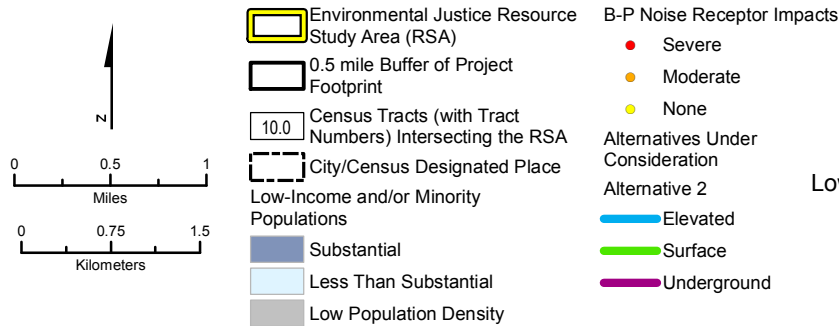 N
0 0.5 1
Miles
0 0.75 1.5
Kilometers
Environmental Justice Resource
Study Area (RSA)
0.5 mile Buffer of Project
Footprint
10.0
Census Tracts (with Tract
Numbers) Intersecting the RSA
City/Census Designated Place
Low-Income and/or Minority
Populations
Substantial
Less Than Substantial
Low Population Density
B-P Noise Receptor Impacts
Severe
Moderate
None
Alternatives Under
Consideration
Alternative 2
Elevated
Surface
Underground
Lo